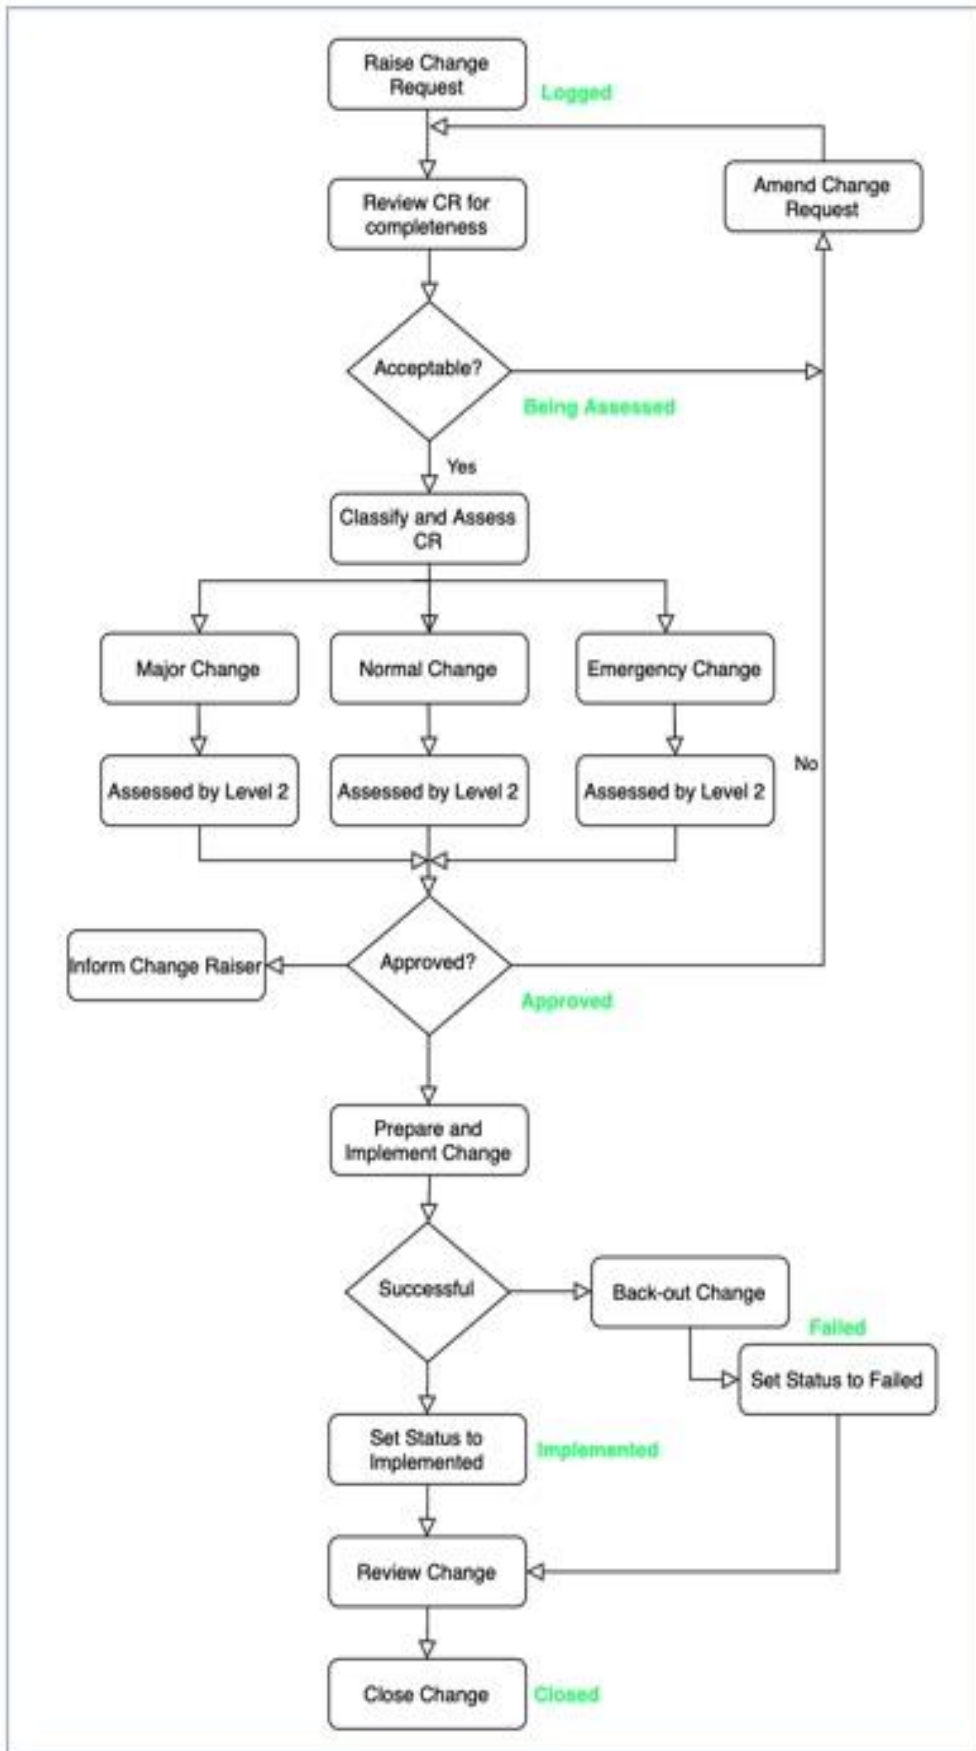 Raise Change
Request
Logged
Amend Change
Request
Review CR for
completeness
Acceptable?
Being Assessed
Yes
Classify and Assess
CR
Major Change
Normal Change
Emergency Change
No
Assessed by Level 2
Assessed by Level 2
Assessed by Level 2
Inform Change Raiser
Approved?
Approved
Prepare and
Implement Change
Successful
Back-out Change
Failed
Set Status to Failed
Set Status to
Implemented
Implemented
Review Change
Close Change
Closed